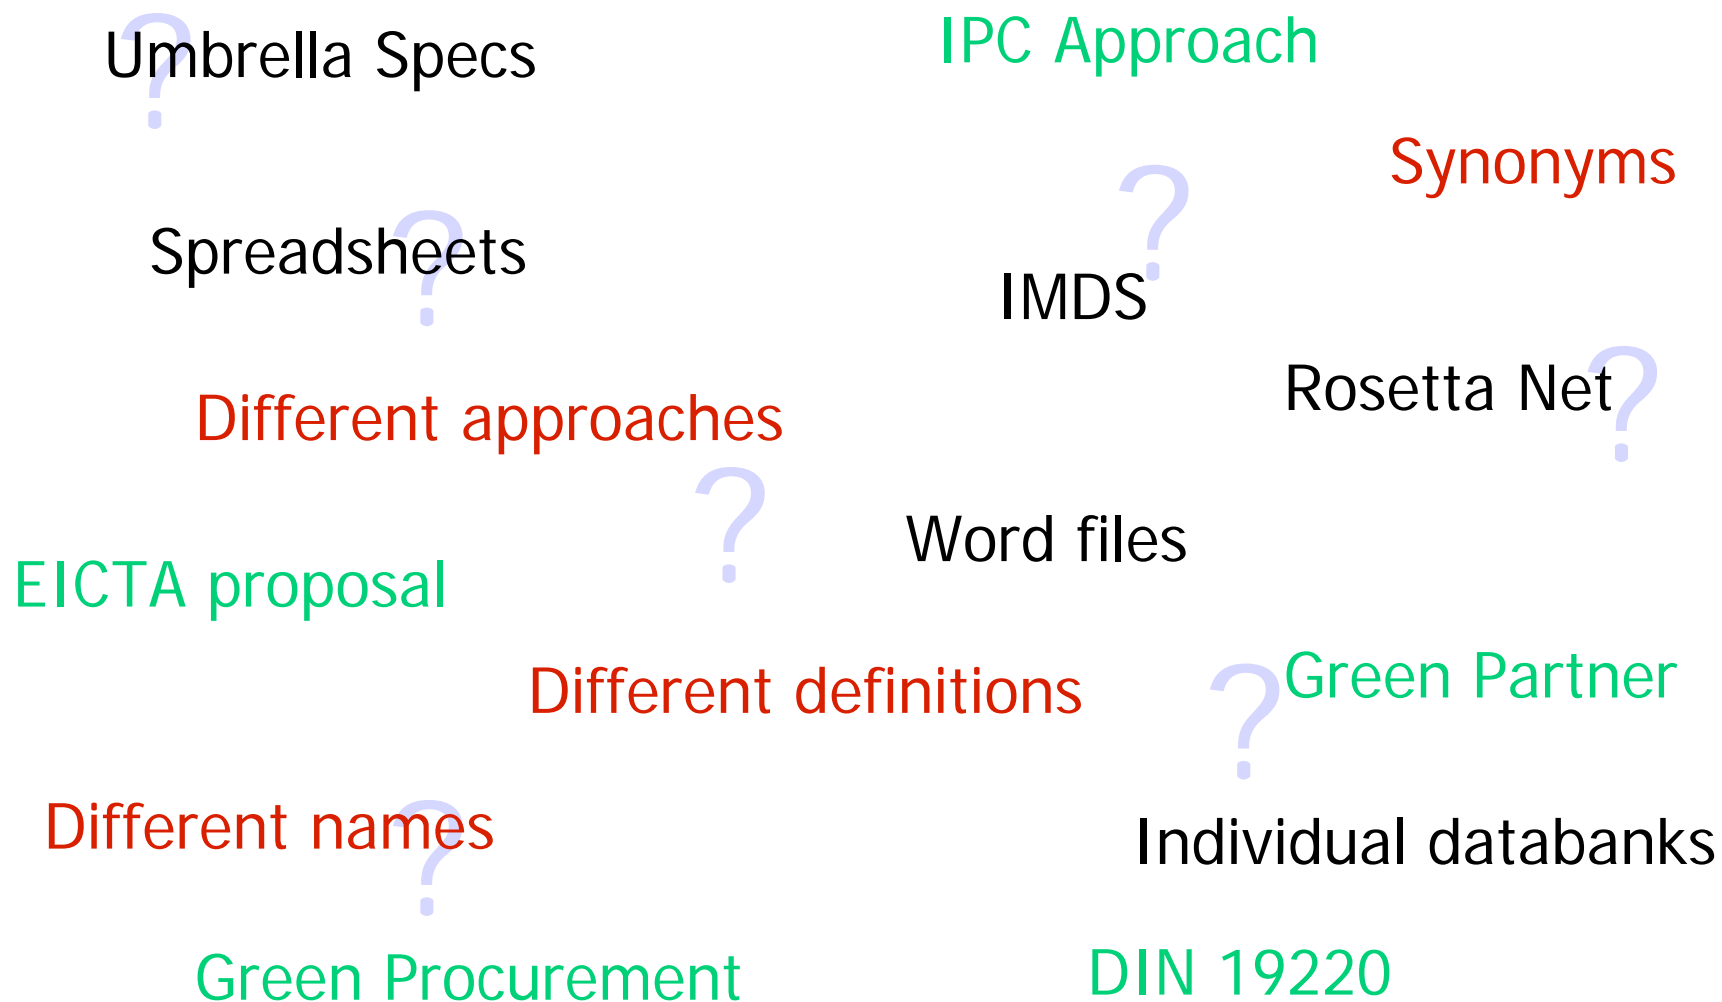 Umbrella Specs
IPC Approach
?
Synonyms
?
Spreadsheets
?
IMDS
Rosetta Net
?
Different approaches
?
Word files
EICTA proposal
Different definitions
Green Partner
?
Different names
?
Individual databanks
Green Procurement
DIN 19220